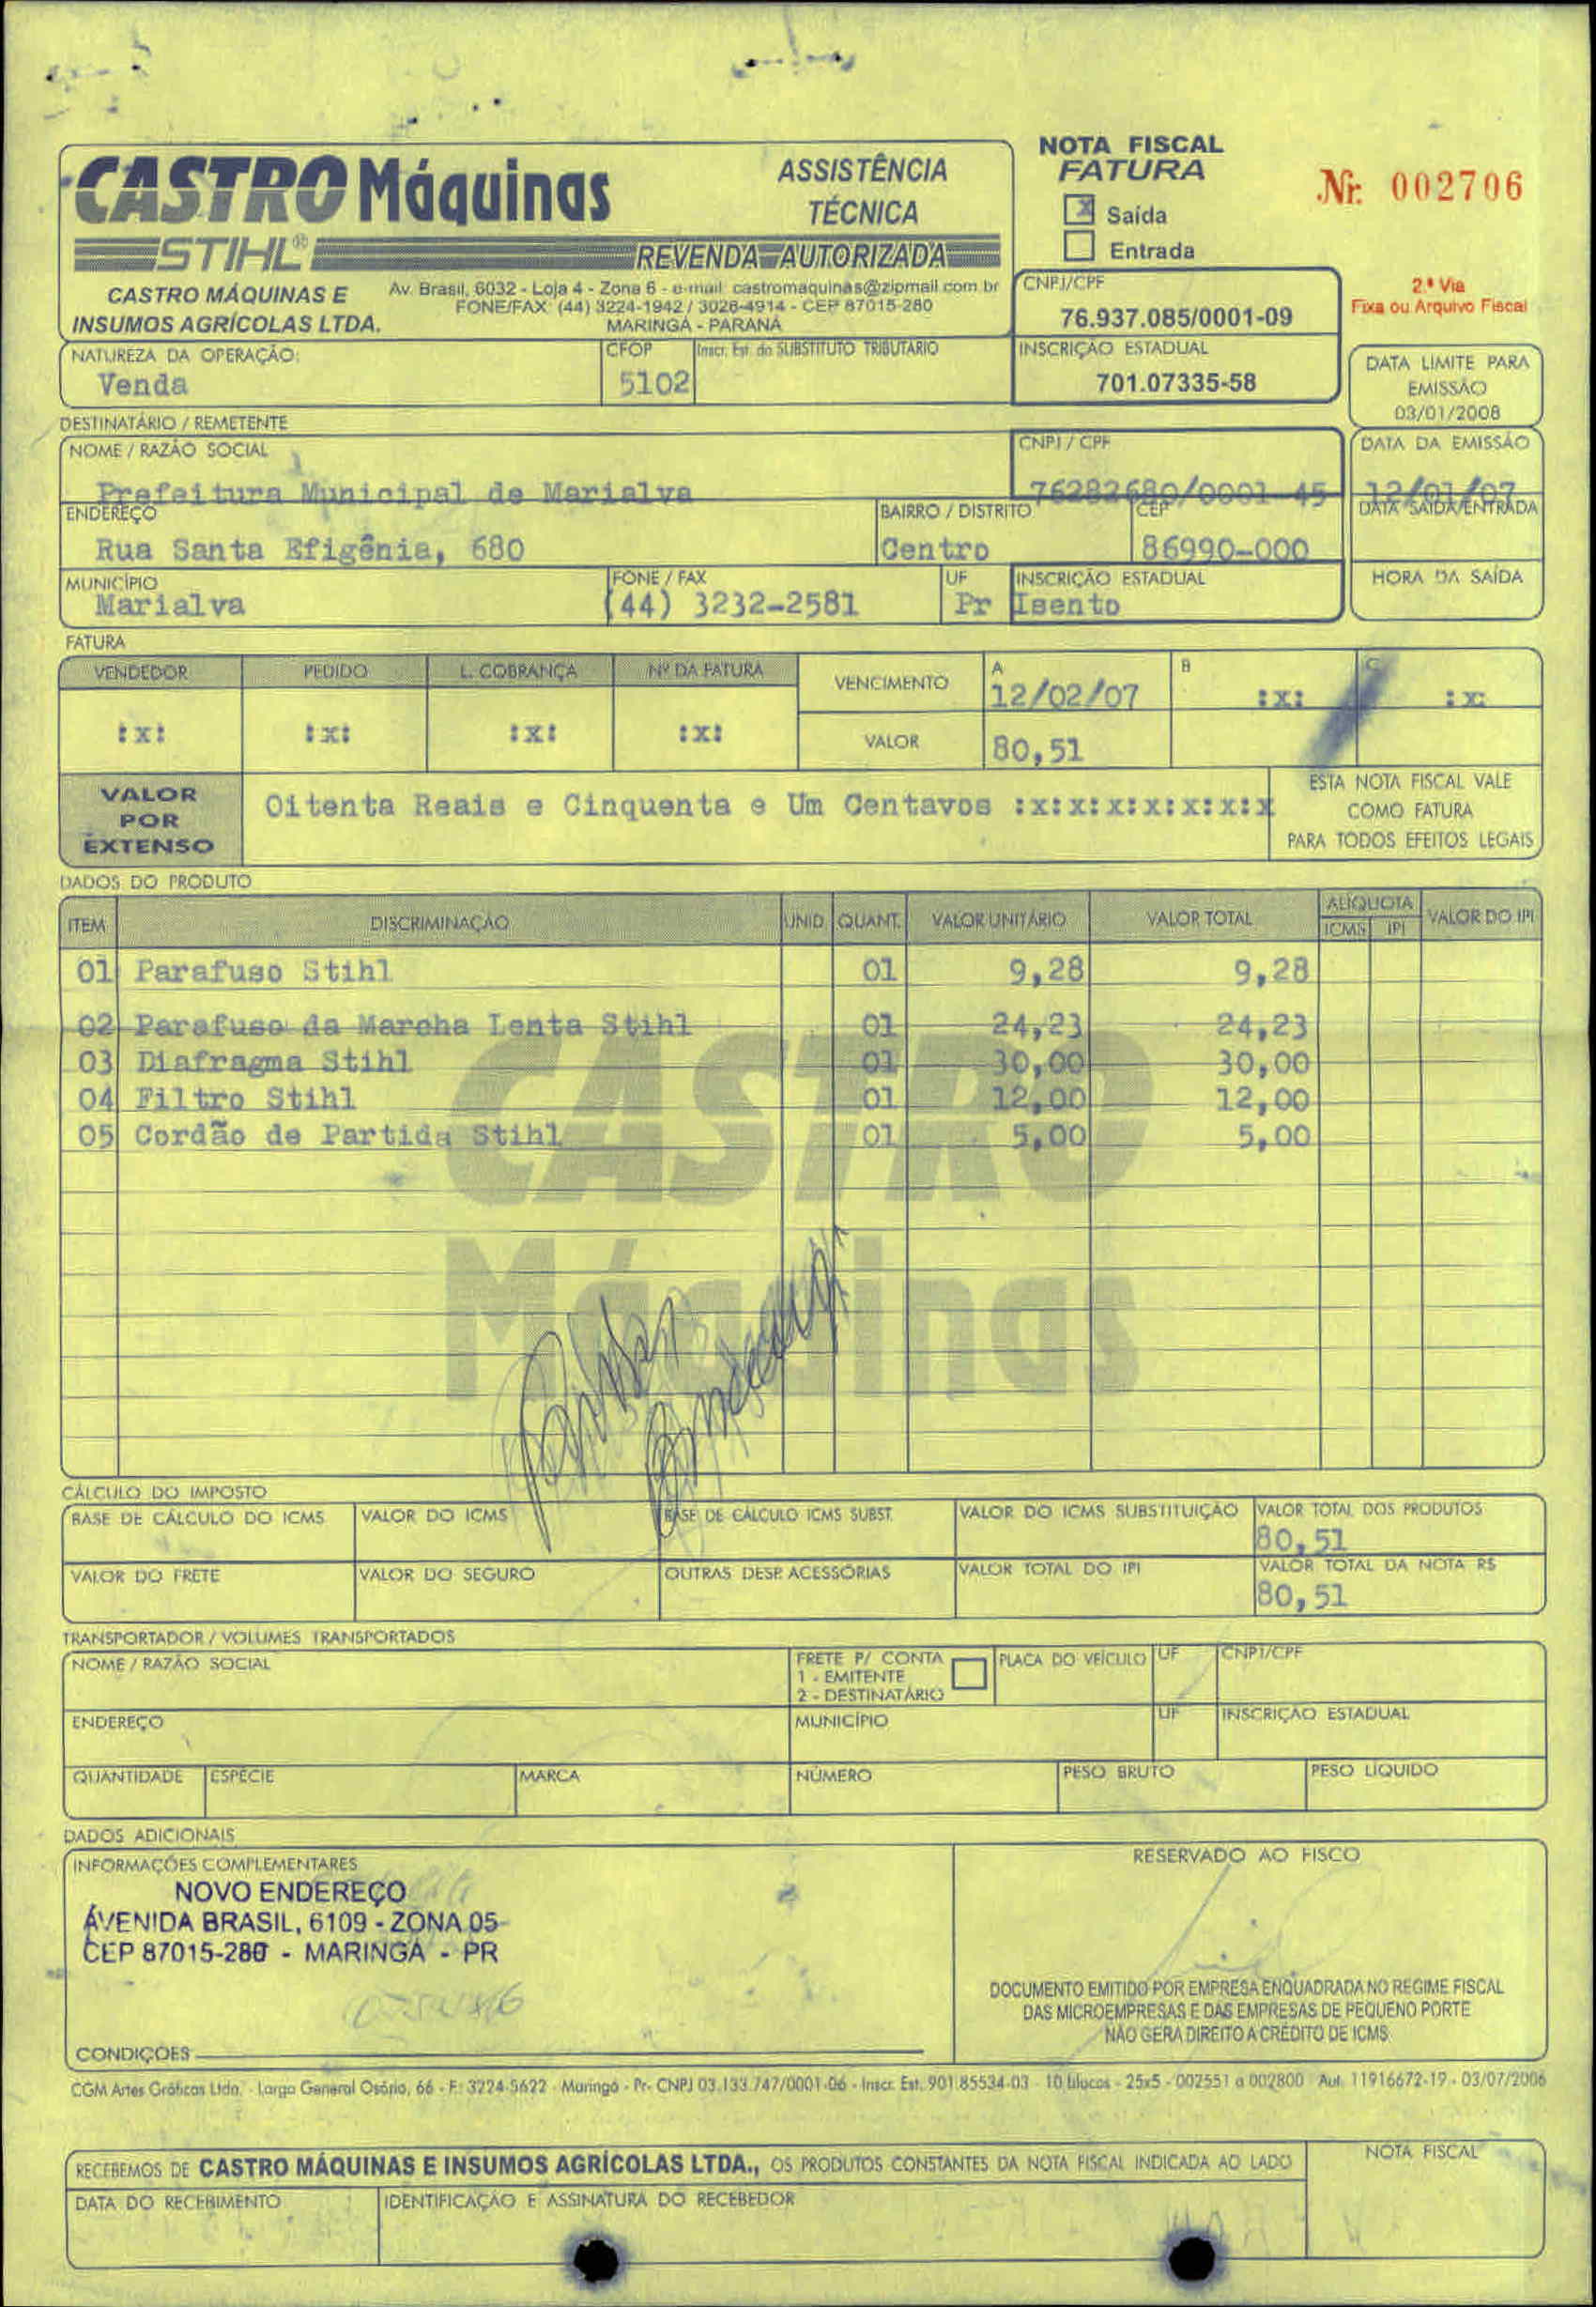 CASTRO Máquinas
STIHL®
ASSISTÊNCIA
TÉCNICA
REVENDA AUTORIZADA
CASTRO MÁQUINAS E
INSUMOS AGRÍCOLAS LTDA.
Av. Brasil, 6032 - Loja 4 - Zona 6 - e-mail: castromaquinas@zipmail.com.br
FONE/FAX: (44) 3224-1942 / 3026-4914 - CEP 87015-280
MARINGÁ - PARANÁ
NOTA FISCAL
FATURA
X Saída
Entrada
Nr. 002706
2.ª Via
Fixa ou Arquivo Fiscal
CNPJ/CPF
76.937.085/0001-09
NATUREZA DA OPERAÇÃO:
Venda
CFOP
5102
Inscr. Est. do SUBSTITUTO TRIBUTÁRIO
INSCRIÇÃO ESTADUAL
701.07335-58
DATA LIMITE PARA
EMISSÃO
03/01/2008
DESTINATÁRIO / REMETENTE
NOME / RAZÃO SOCIAL
Prefeitura Municipal de Marialva
CNPJ / CPF
76282680/0001-45
DATA DA EMISSÃO
12/01/07
ENDEREÇO
Rua Santa Efigênia, 680
BAIRRO / DISTRITO
Centro
CEP
86990-000
DATA SAÍDA/ENTRADA
MUNICÍPIO
Marialva
FONE / FAX
(44) 3232-2581
UF
Pr
INSCRIÇÃO ESTADUAL
Isento
HORA DA SAÍDA
FATURA
VENDEDOR PEDIDO L. COBRANÇA Nº DA FATURA
:x: :x: :x: :x:
VENCIMENTO
A
12/02/07
B
:x:
C
:x:
VALOR
80,51
VALOR
POR
EXTENSO
Oitenta Reais e Cinquenta e Um Centavos :x:x:x:x:x:x:x
ESTA NOTA FISCAL VALE
COMO FATURA
PARA TODOS EFEITOS LEGAIS
DADOS DO PRODUTO
ITEM DISCRIMINAÇÃO UNID QUANT. VALOR UNITÁRIO VALOR TOTAL ALÍQUOTA ICMS IPI VALOR DO IPI
01 Parafuso Stihl 01 9,28 9,28
02 Parafuso da Marcha Lenta Stihl 01 24,23 24,23
03 Diafragma Stihl 01 30,00 30,00
04 Filtro Stihl 01 12,00 12,00
05 Cordão de Partida Stihl 01 5,00 5,00
CASTRO
Máquinas
CÁLCULO DO IMPOSTO
BASE DE CÁLCULO DO ICMS
VALOR DO ICMS
BASE DE CÁLCULO ICMS SUBST.
VALOR DO ICMS SUBSTITUIÇÃO
VALOR TOTAL DOS PRODUTOS
80,51
VALOR DO FRETE
VALOR DO SEGURO
OUTRAS DESP. ACESSÓRIAS
VALOR TOTAL DO IPI
VALOR TOTAL DA NOTA R$
80,51
TRANSPORTADOR / VOLUMES TRANSPORTADOS
NOME / RAZÃO SOCIAL
FRETE P/ CONTA
1 - EMITENTE
2 - DESTINATÁRIO
PLACA DO VEÍCULO
UF
CNPJ/CPF
ENDEREÇO
MUNICÍPIO
UF
INSCRIÇÃO ESTADUAL
QUANTIDADE
ESPÉCIE
MARCA
NÚMERO
PESO BRUTO
PESO LÍQUIDO
DADOS ADICIONAIS
INFORMAÇÕES COMPLEMENTARES
NOVO ENDEREÇO
AVENIDA BRASIL, 6109 - ZONA 05
CEP 87015-280 - MARINGÁ - PR
CONDIÇÕES
RESERVADO AO FISCO
DOCUMENTO EMITIDO POR EMPRESA ENQUADRADA NO REGIME FISCAL
DAS MICROEMPRESAS E DAS EMPRESAS DE PEQUENO PORTE
NÃO GERA DIREITO A CRÉDITO DE ICMS
CGM Artes Gráficas Ltda. - Largo General Osório, 66 - F: 3224-5622 - Maringá - Pr - CNPJ 03.133.747/0001-06 - Inscr. Est. 901.85534-03 - 10 blocos - 25x5 - 002551 a 002800 Aut. 11916672-19 - 03/07/2006
RECEBEMOS DE CASTRO MÁQUINAS E INSUMOS AGRÍCOLAS LTDA., OS PRODUTOS CONSTANTES DA NOTA FISCAL INDICADA AO LADO
NOTA FISCAL
DATA DO RECEBIMENTO
IDENTIFICAÇÃO E ASSINATURA DO RECEBEDOR